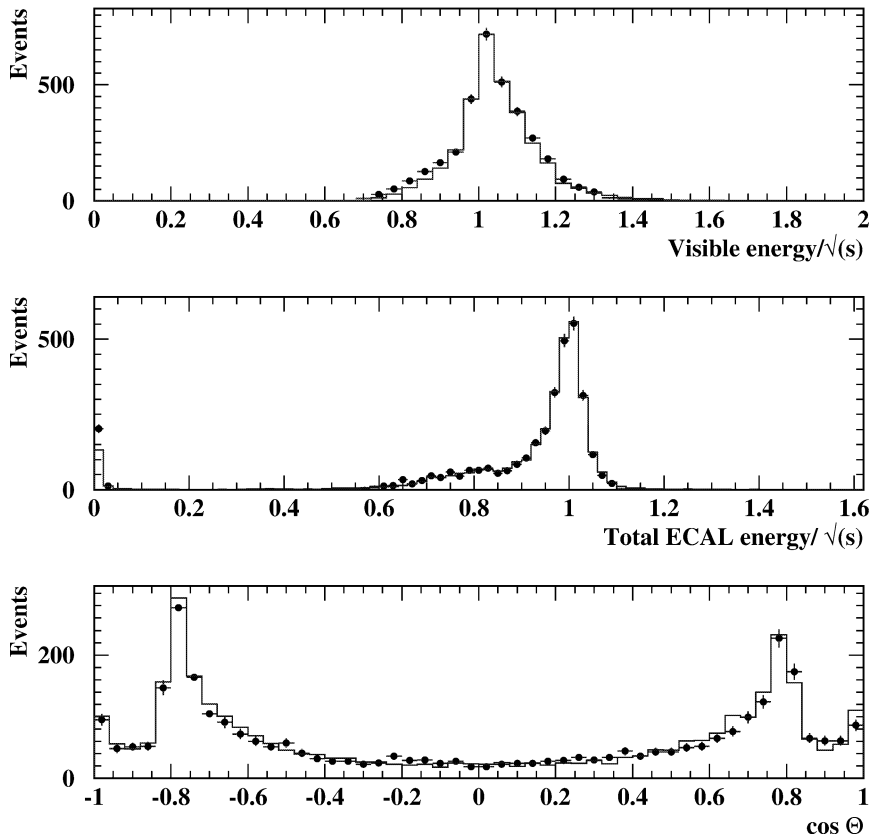 Events
500
0
0 0.2 0.4 0.6 0.8 1 1.2 1.4 1.6 1.8 2
Visible energy/√(s)
Events
500
0
0 0.2 0.4 0.6 0.8 1 1.2 1.4 1.6
Total ECAL energy/ √(s)
Events
200
0
-1 -0.8 -0.6 -0.4 -0.2 0 0.2 0.4 0.6 0.8 1
cos Θ